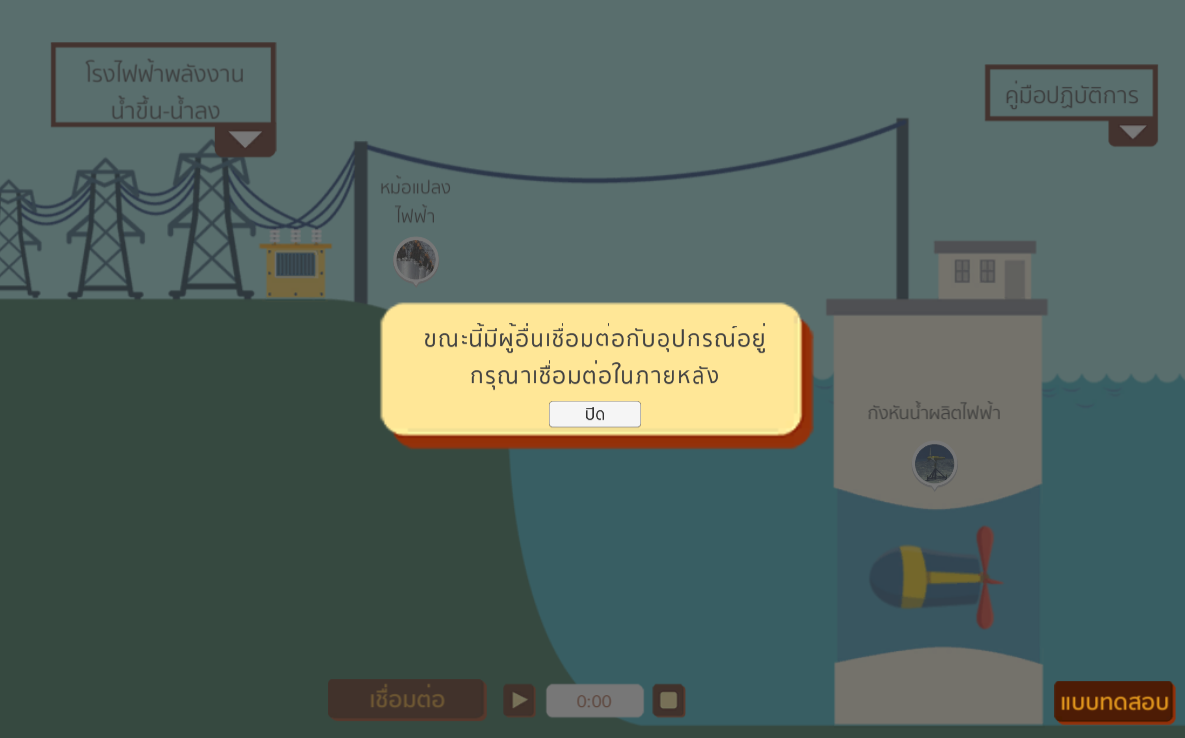 โรงไฟฟ้าพลังงาน
น้ำขึ้น-น้ำลง
คู่มือปฏิบัติการ
หม้อแปลง
ไฟฟ้า
ขณะนี้มีผู้อื่นเชื่อมต่อกับอุปกรณ์อยู่
กรุณาเชื่อมต่อในภายหลัง
ปิด
กังหันน้ำผลิตไฟฟ้า
เชื่อมต่อ
0:00
แบบทดสอบ